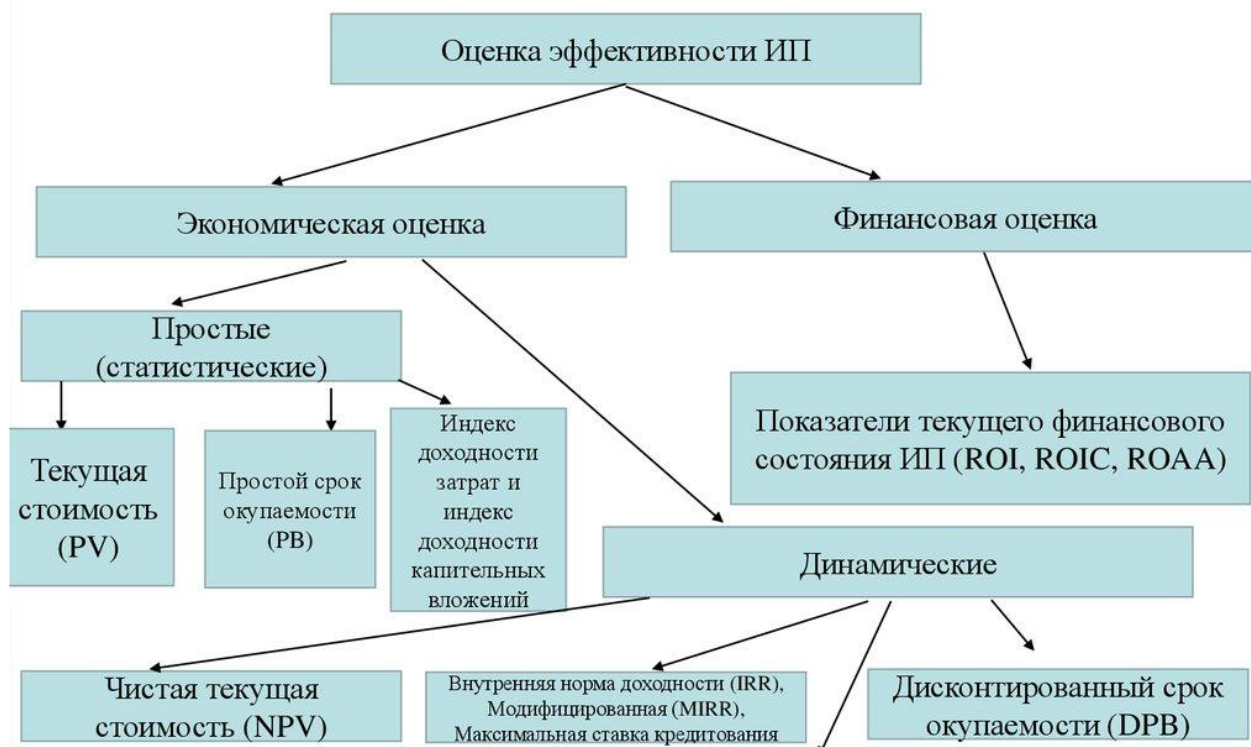 Оценка эффективности ИП
Экономическая оценка
Финансовая оценка
Простые
(статистические)
Текущая
стоимость
(PV)
Простой срок
окупаемости
(PB)
Индекс
доходности
затрат и
индекс
доходности
капительных
вложений
Показатели текущего финансового
состояния ИП (ROI, ROIC, ROAA)
Динамические
Чистая текущая
стоимость (NPV)
Внутренняя норма доходности (IRR),
Модифицированная (MIRR),
Максимальная ставка кредитования
Дисконтированный срок
окупаемости (DPB)